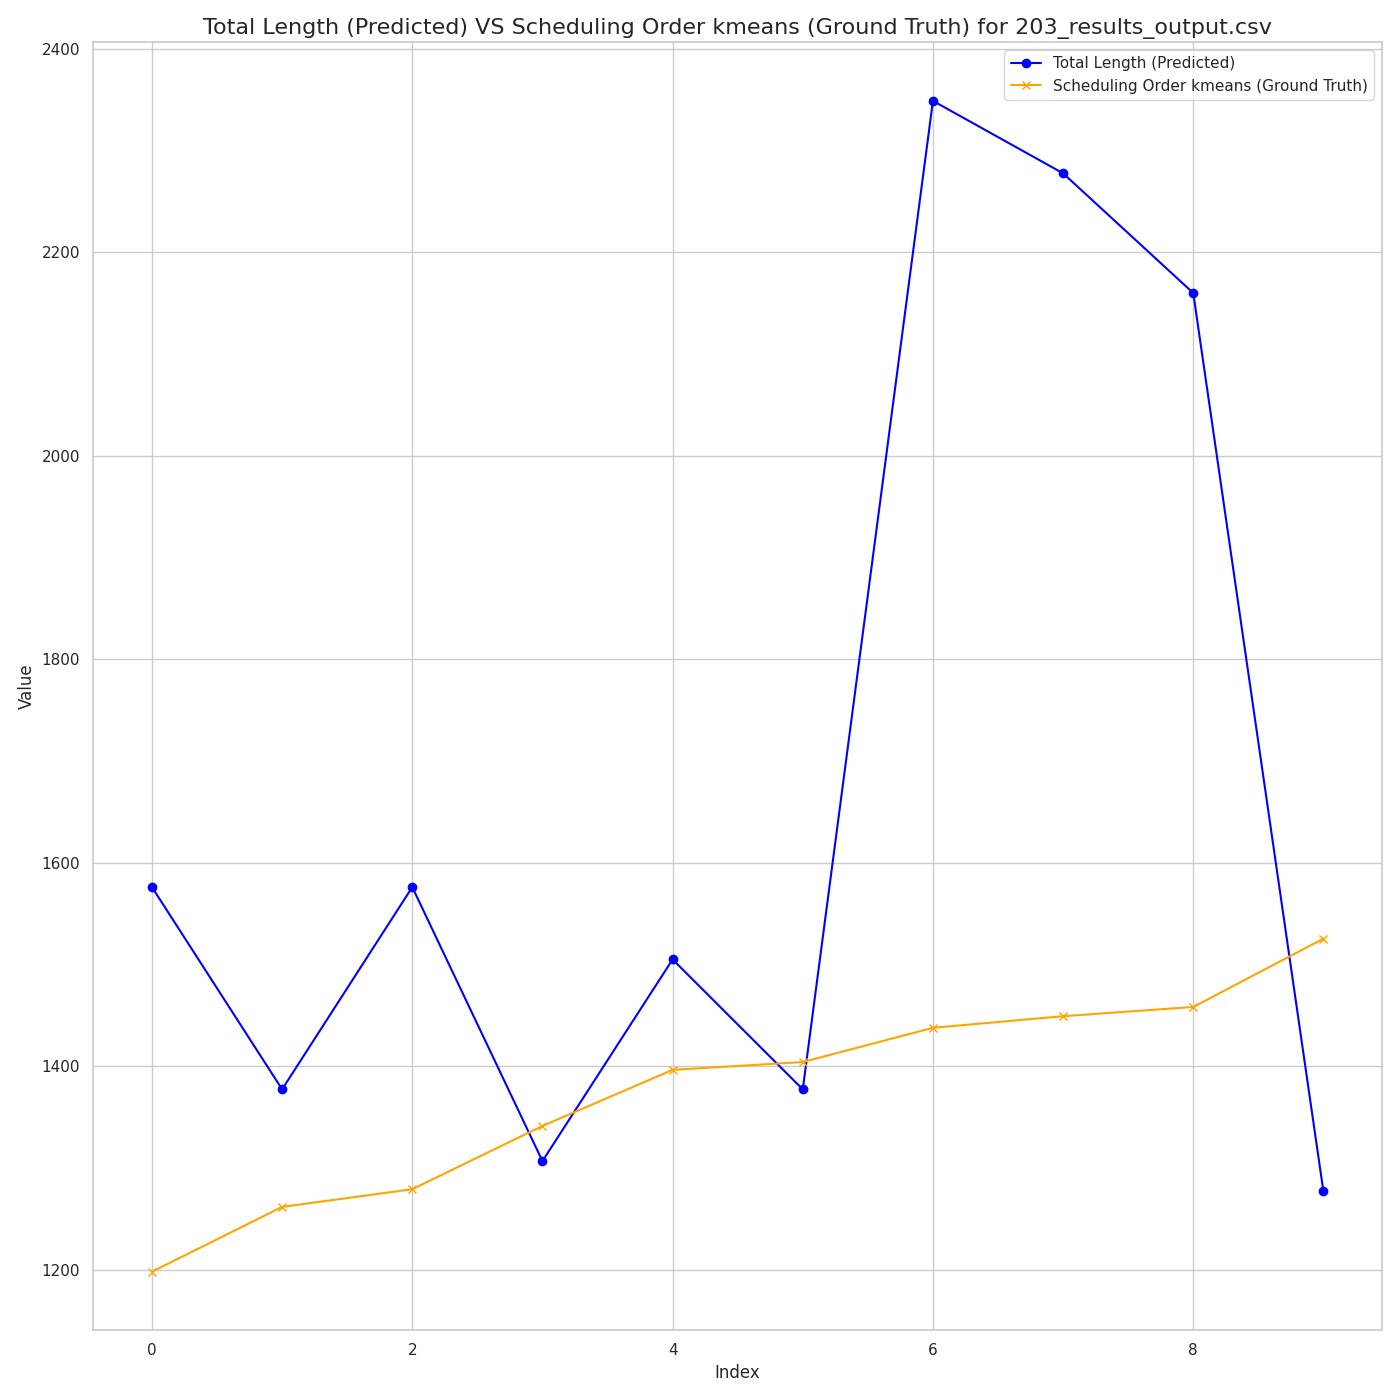 Total Length (Predicted) VS Scheduling Order kmeans (Ground Truth) for 203_results_output.csv
Total Length (Predicted)
Scheduling Order kmeans (Ground Truth)
2400
2200
2000
1800
1600
1400
1200
Value
0 2 4 6 8
Index